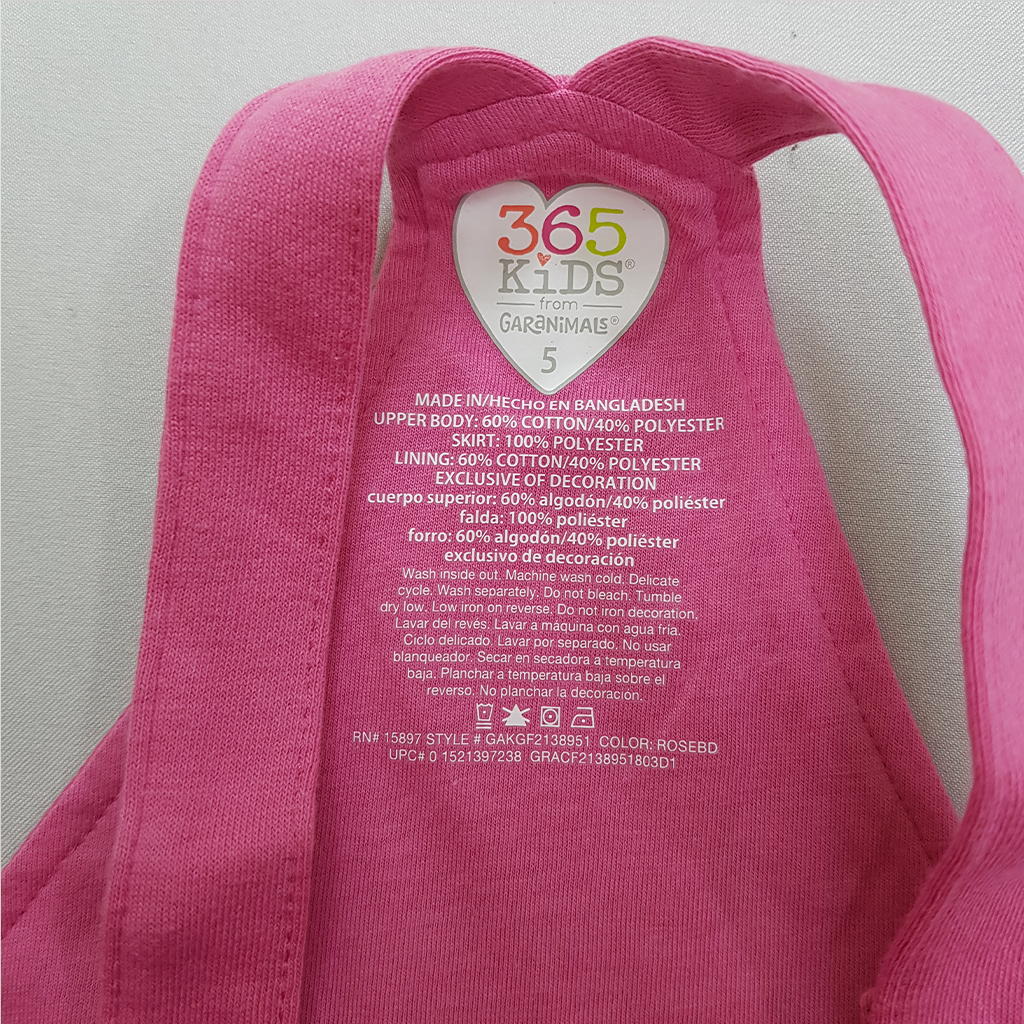 365
KiDS®
from
GARANiMALS®
5
MADE IN/HECHO EN BANGLADESH
UPPER BODY: 60% COTTON/40% POLYESTER
SKIRT: 100% POLYESTER
LINING: 60% COTTON/40% POLYESTER
EXCLUSIVE OF DECORATION
cuerpo superior: 60% algodón/40% poliéster
falda: 100% poliéster
forro: 60% algodón/40% poliéster
exclusivo de decoración
Wash inside out. Machine wash cold. Delicate
cycle. Wash separately. Do not bleach. Tumble
dry low. Low iron on reverse. Do not iron decoration.
Lavar del revés. Lavar a máquina con agua fria.
Ciclo delicado. Lavar por separado. No usar
blanqueador. Secar en secadora a temperatura
baja. Planchar a temperatura baja sobre el
reverso. No planchar la decoración.
RN# 15897 STYLE # GAKGF2138951 COLOR: ROSEBD
UPC# 0 1521397238 GRACF2138951803D1